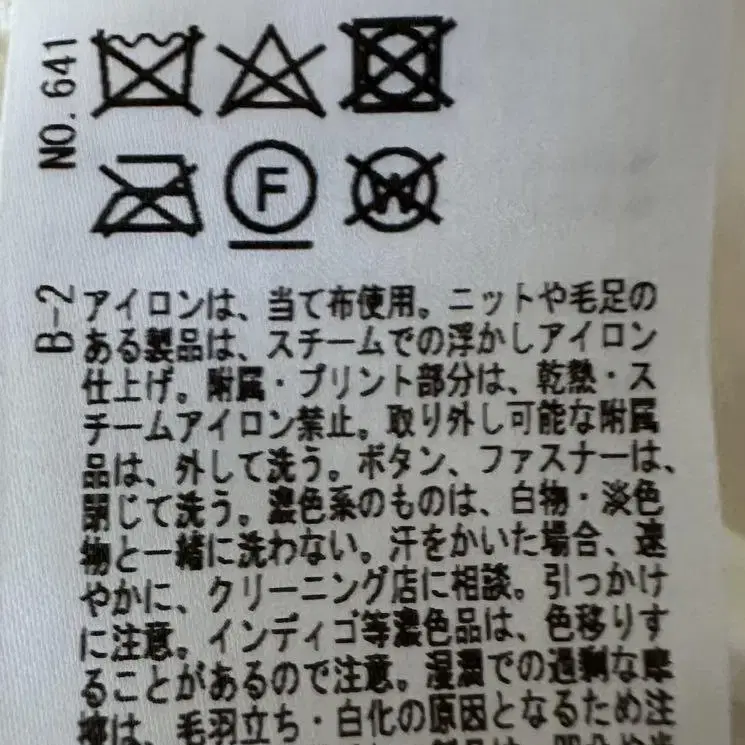 NO. 641
F
W
B-2
アイロンは、当て布使用。ニットや毛足の
ある製品は、スチームでの浮かしアイロン
仕上げ。附属・プリント部分は、乾熱・ス
チームアイロン禁止。取り外し可能な附属
品は、外して洗う。ボタン、ファスナーは、
閉じて洗う。濃色系のものは、白物・淡色
物と一緒に洗わない。汗をかいた場合、速
やかに、クリーニング店に相談。引っかけ
に注意。インディゴ等濃色品は、色移りす
ることがあるので注意。湿潤での過剰な摩
擦は、毛羽立ち・白化の原因となるため注